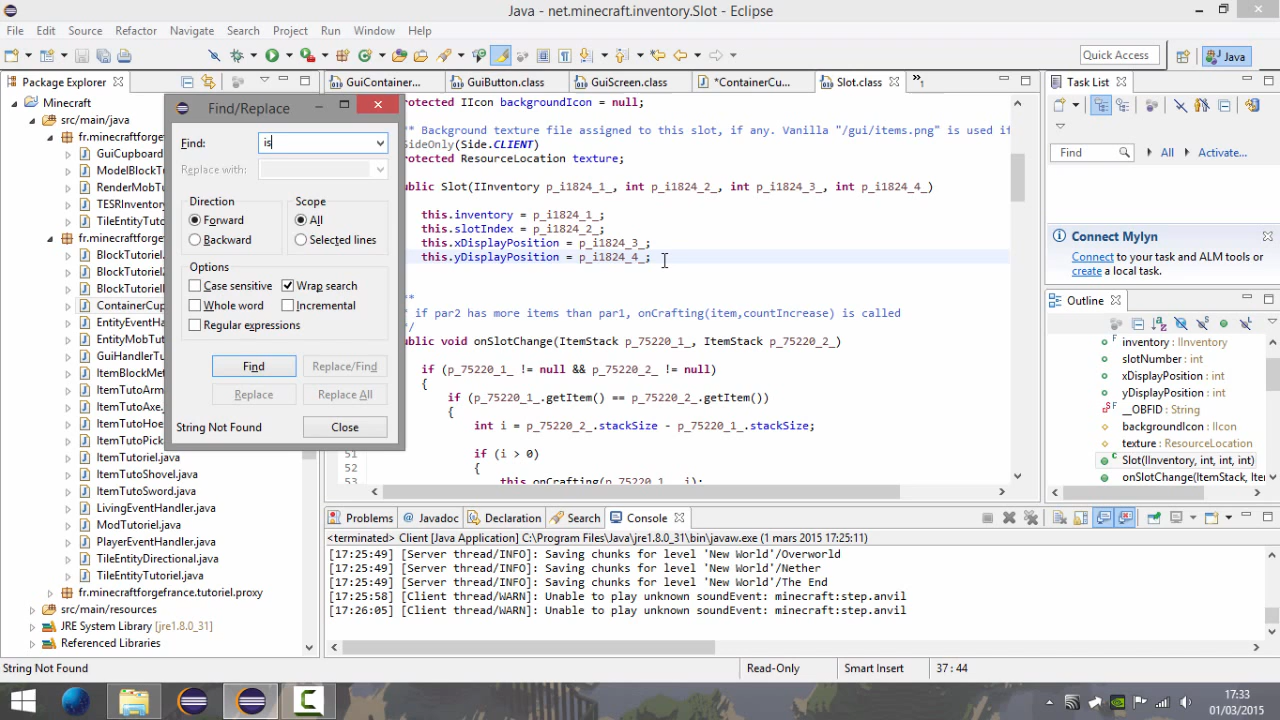 Java - net.minecraft.inventory.Slot - Eclipse
File Edit Source Refactor Navigate Search Project Run Tools Window Help
Quick Access
Java
Package Explorer
GuiContainer...
GuiButton.class
GuiScreen.class
*ContainerCu...
Slot.class
»1
Task List
Minecraft
src/main/java
fr.minecraftforge
GuiCupboard
ModelBlockT
RenderMobT
TESRInventor
TileEntityTuto
fr.minecraftforge
BlockTutoriel.
BlockTutoriel
BlockTutorielI
ContainerCup
EntityEventHa
EntityMobTut
GuiHandlerTu
ItemBlockMet
ItemTutoArm
ItemTutoAxe.j
ItemTutoHoe
ItemTutoPick
ItemTutoriel.java
ItemTutoShovel.java
ItemTutoSword.java
LivingEventHandler.java
ModTutoriel.java
PlayerEventHandler.java
TileEntityDirectional.java
TileEntityTutoriel.java
fr.minecraftforgefrance.tutoriel.proxy
src/main/resources
JRE System Library [jre1.8.0_31]
Referenced Libraries
Find/Replace
Find:
is
Replace with:
Direction
Forward
Backward
Scope
All
Selected lines
Options
Case sensitive
Wrap search
Whole word
Incremental
Regular expressions
Find
Replace/Find
Replace
Replace All
String Not Found
Close
rotected IIcon backgroundIcon = null;
** Background texture file assigned to this slot, if any. Vanilla "/gui/items.png" is used if
SideOnly(Side.CLIENT)
rotected ResourceLocation texture;
ublic Slot(IInventory p_i1824_1_, int p_i1824_2_, int p_i1824_3_, int p_i1824_4_)
this.inventory = p_i1824_1_;
this.slotIndex = p_i1824_2_;
this.xDisplayPosition = p_i1824_3_;
this.yDisplayPosition = p_i1824_4_;
**
* if par2 has more items than par1, onCrafting(item,countIncrease) is called
*/
ublic void onSlotChange(ItemStack p_75220_1_, ItemStack p_75220_2_)
if (p_75220_1_ != null && p_75220_2_ != null)
{
if (p_75220_1_.getItem() == p_75220_2_.getItem())
{
int i = p_75220_2_.stackSize - p_75220_1_.stackSize;
51
if (i > 0)
52
{
53
this.onCrafting(p_75220_1_, i);
Find
All
Activate...
Connect Mylyn
Connect to your task and ALM tools or
create a local task.
Outline
inventory : IInventory
slotNumber : int
xDisplayPosition : int
yDisplayPosition : int
__OBFID : String
backgroundIcon : IIcon
texture : ResourceLocation
Slot(IInventory, int, int, int)
onSlotChange(ItemStack, Iter
Problems
Javadoc
Declaration
Search
Console
<terminated> Client [Java Application] C:\Program Files\Java\jre1.8.0_31\bin\javaw.exe (1 mars 2015 17:25:11)
[17:25:49] [Server thread/INFO]: Saving chunks for level 'New World'/Overworld
[17:25:49] [Server thread/INFO]: Saving chunks for level 'New World'/Nether
[17:25:49] [Server thread/INFO]: Saving chunks for level 'New World'/The End
[17:25:58] [Client thread/WARN]: Unable to play unknown soundEvent: minecraft:step.anvil
[17:26:05] [Client thread/WARN]: Unable to play unknown soundEvent: minecraft:step.anvil
String Not Found
Read-Only
Smart Insert
37 : 44
17:33
01/03/2015